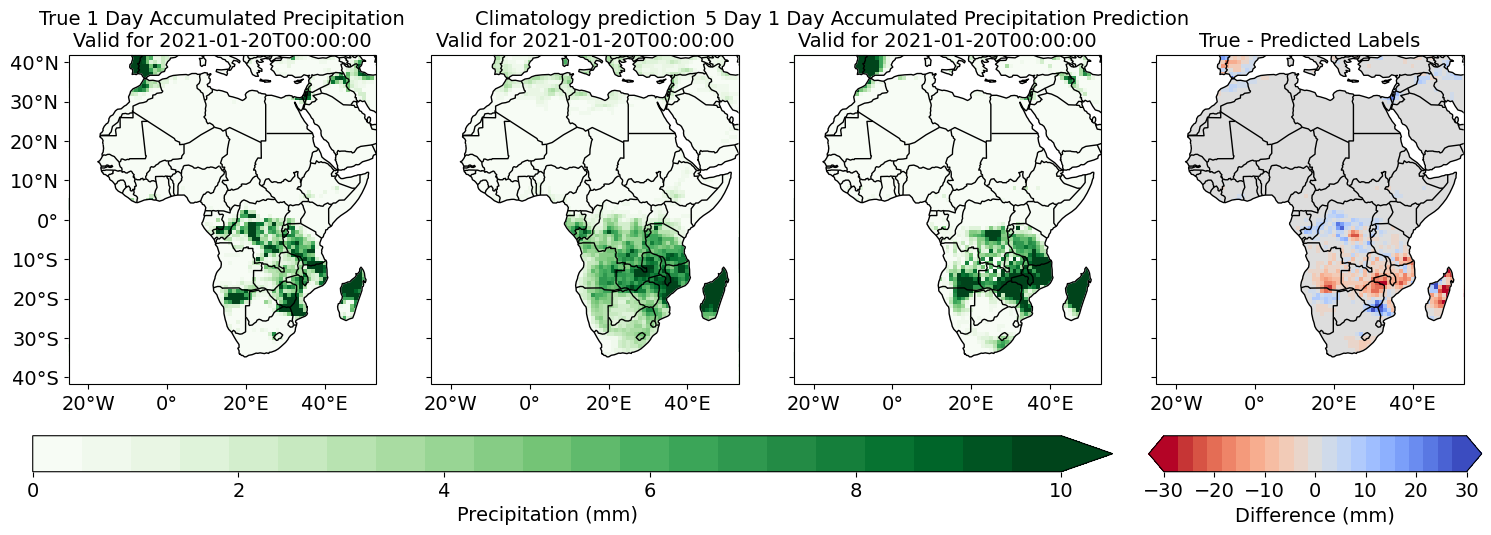 True 1 Day Accumulated Precipitation
Valid for 2021-01-20T00:00:00
Climatology prediction
Valid for 2021-01-20T00:00:00
5 Day 1 Day Accumulated Precipitation Prediction
Valid for 2021-01-20T00:00:00
True - Predicted Labels
40°N
30°N
20°N
10°N
0°
10°S
20°S
30°S
40°S
20°W 0° 20°E 40°E
20°W 0° 20°E 40°E
20°W 0° 20°E 40°E
20°W 0° 20°E 40°E
0 2 4 6 8 10
Precipitation (mm)
−30 −20 −10 0 10 20 30
Difference (mm)